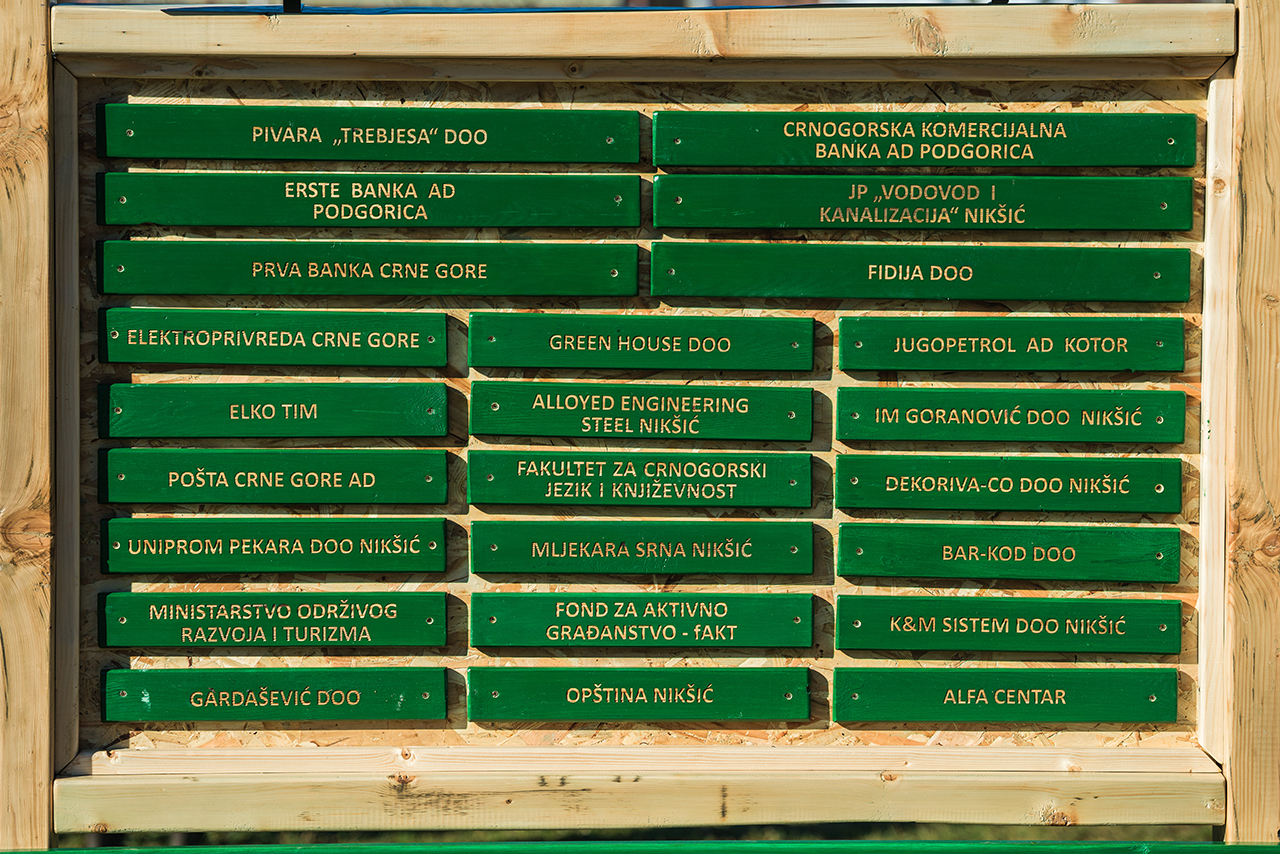 PIVARA „TREBJESA“ DOO
CRNOGORSKA KOMERCIJALNA
BANKA AD PODGORICA
ERSTE BANKA AD
PODGORICA
JP „VODOVOD I
KANALIZACIJA“ NIKŠIĆ
PRVA BANKA CRNE GORE
FIDIJA DOO
ELEKTROPRIVREDA CRNE GORE
GREEN HOUSE DOO
JUGOPETROL AD KOTOR
ELKO TIM
ALLOYED ENGINEERING
STEEL NIKŠIĆ
IM GORANOVIĆ DOO NIKŠIĆ
POŠTA CRNE GORE AD
FAKULTET ZA CRNOGORSKI
JEZIK I KNJIŽEVNOST
DEKORIVA-CO DOO NIKŠIĆ
UNIPROM PEKARA DOO NIKŠIĆ
MLJEKARA SRNA NIKŠIĆ
BAR-KOD DOO
MINISTARSTVO ODRŽIVOG
RAZVOJA I TURIZMA
FOND ZA AKTIVNO
GRAĐANSTVO - fAKT
K&M SISTEM DOO NIKŠIĆ
GARDAŠEVIĆ DOO
OPŠTINA NIKŠIĆ
ALFA CENTAR